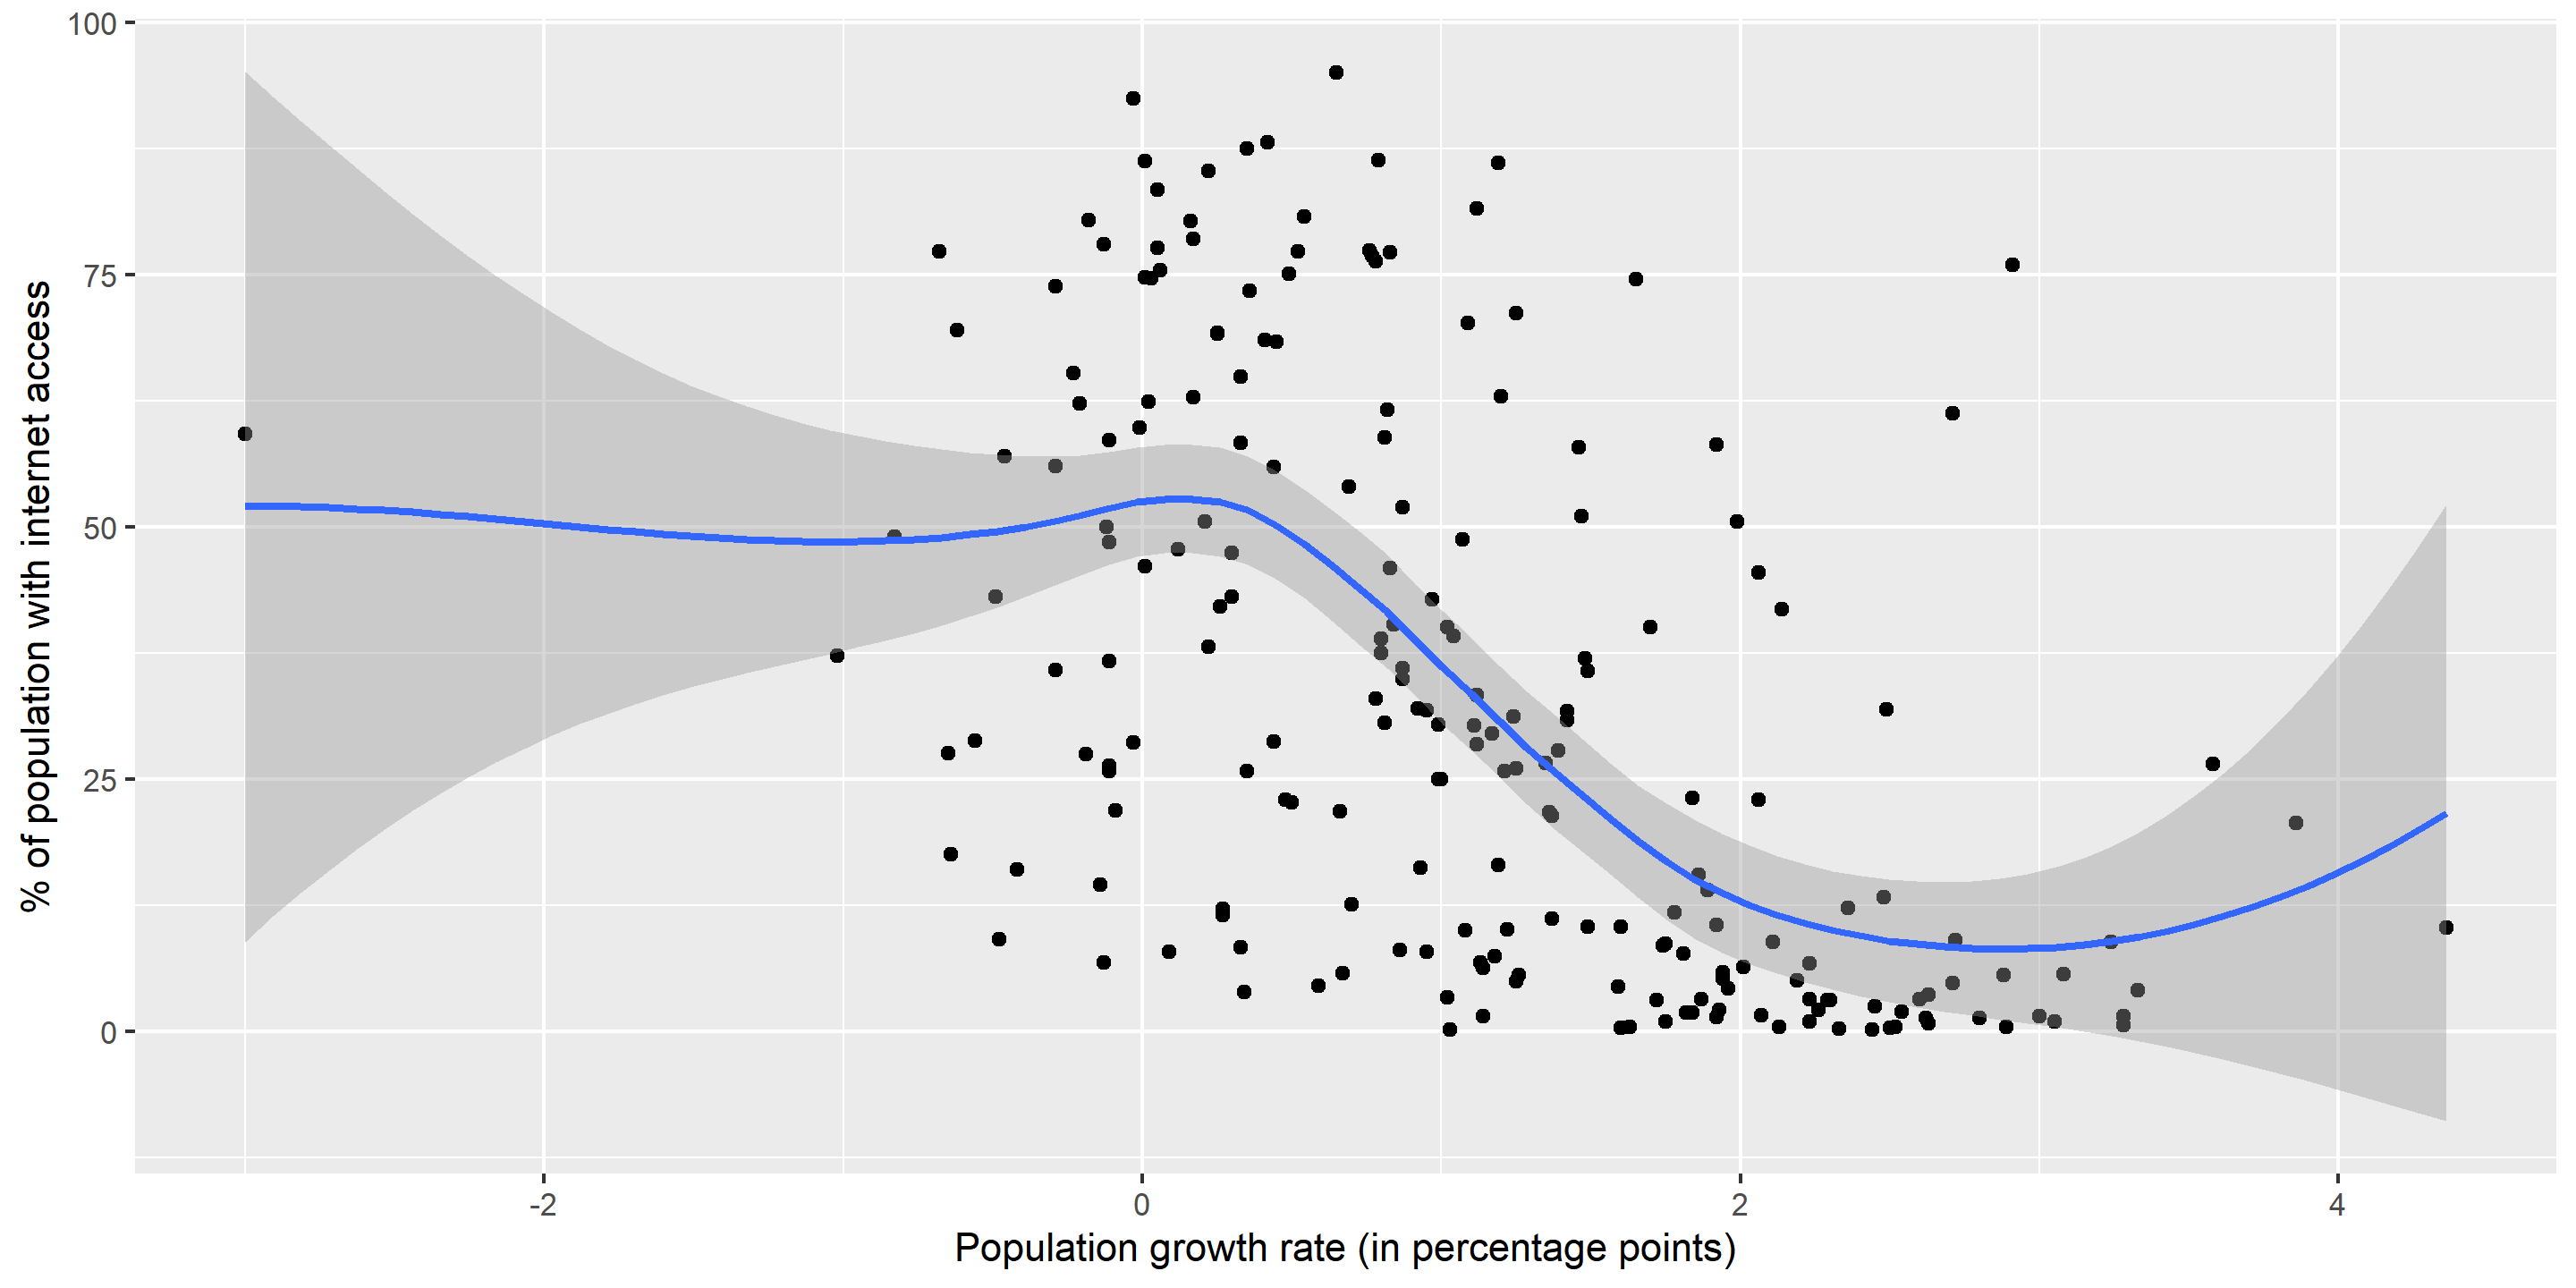 100
75
50
25
0
% of population with internet access
-2 0 2 4
Population growth rate (in percentage points)